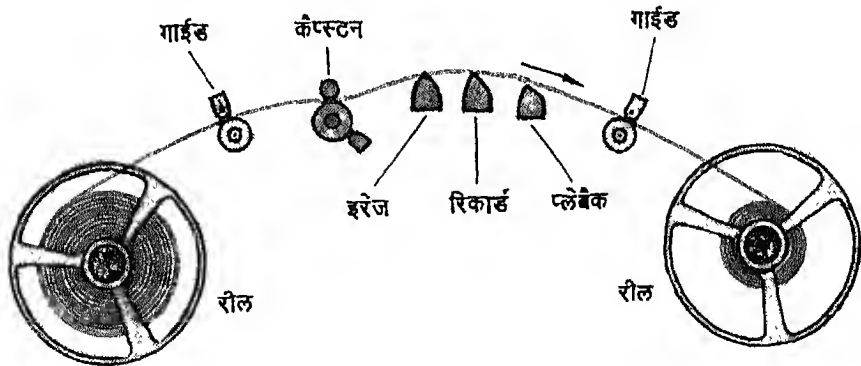 गाईड
कॅप्स्टन
गाईड
इरेज
रिकार्ड
प्लेबॅक
रील
रील